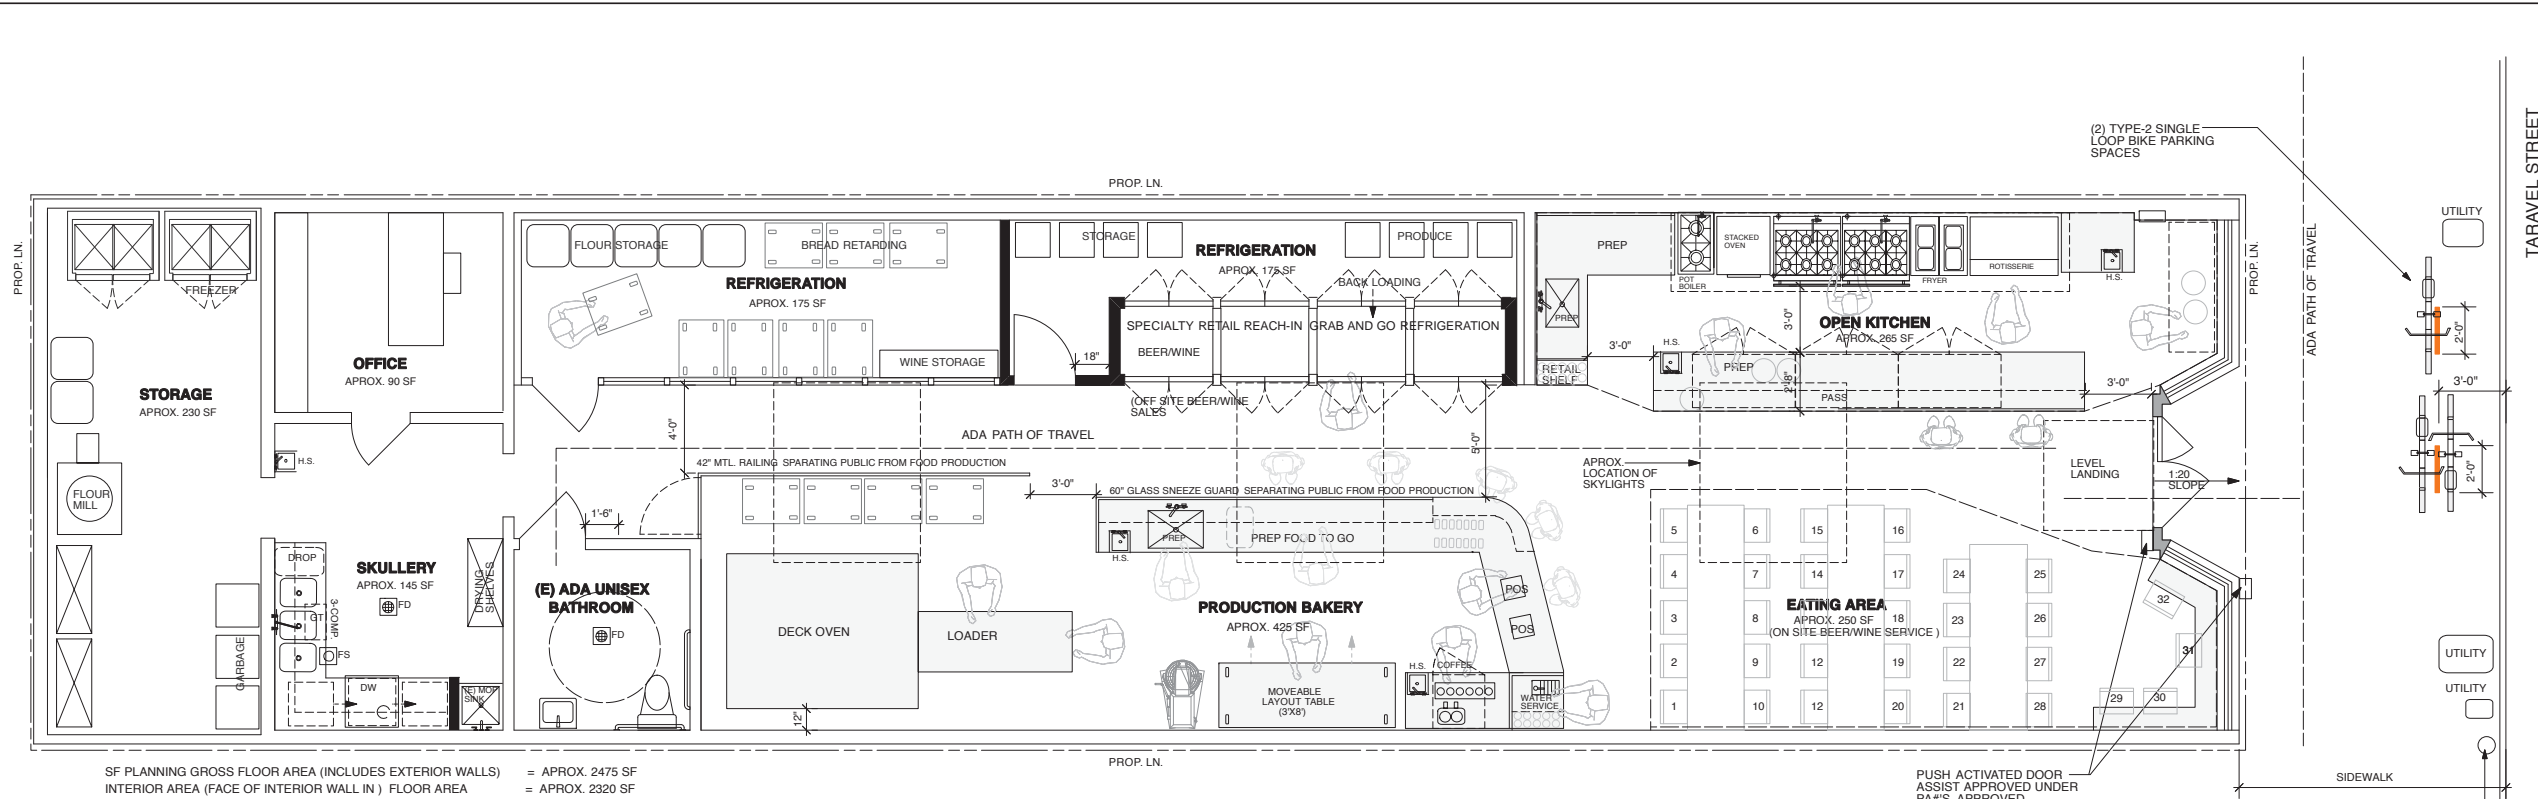 (2) TYPE-2 SINGLE
LOOP BIKE PARKING
SPACES
TARAVEL STREET
PROP. LN.
PROP. LN.
PROP. LN.
ADA PATH OF TRAVEL
UTILITY
FREEZER
STORAGE
APROX. 230 SF
FLOUR
MILL
GARBAGE
OFFICE
APROX. 90 SF
H.S.
DROP
SKULLERY
APROX. 145 SF
FD
3-COMP
GT
FS
DW
DRYING
SHELVES
(E) MOP
SINK
FLOUR STORAGE
BREAD RETARDING
REFRIGERATION
APROX. 175 SF
WINE STORAGE
STORAGE
PRODUCE
REFRIGERATION
APROX. 175 SF
BACK LOADING
SPECIALTY RETAIL REACH-IN GRAB AND GO REFRIGERATION
BEER/WINE
18"
(OFF SITE BEER/WINE
SALES
4'-0"
ADA PATH OF TRAVEL
5'-0"
42" MTL. RAILING SPARATING PUBLIC FROM FOOD PRODUCTION
3'-0"
60" GLASS SNEEZE GUARD SEPARATING PUBLIC FROM FOOD PRODUCTION
1'-6"
(E) ADA UNISEX
BATHROOM
FD
DECK OVEN
LOADER
12"
H.S.
PREP
PREP FOOD TO GO
PRODUCTION BAKERY
APROX. 425 SF
MOVEABLE
LAYOUT TABLE
(3'X8')
H.S.
COFFEE
WATER
SERVICE
POS
POS
PREP
PREP
RETAIL
SHELF
POT
BOILER
STACKED
OVEN
FRYER
ROTISSERIE
H.S.
3'-0"
OPEN KITCHEN
APROX. 265 SF
3'-0"
H.S.
PREP
2'-8"
PASS
3'-0"
APROX.
LOCATION OF
SKYLIGHTS
LEVEL
LANDING
1:20
SLOPE
5 6 15 16
4 7 14 17 24 25
3 8 18 23 26
2 9 12 19 22 27
1 10 12 20 21 28
29 30 31 32
EATING AREA
APROX. 250 SF
(ON SITE BEER/WINE SERVICE )
2'-0"
3'-0"
2'-0"
UTILITY
UTILITY
PROP. LN.
SF PLANNING GROSS FLOOR AREA (INCLUDES EXTERIOR WALLS) = APROX. 2475 SF
INTERIOR AREA (FACE OF INTERIOR WALL IN ) FLOOR AREA = APROX. 2320 SF
PUSH ACTIVATED DOOR
ASSIST APPROVED UNDER
PA#'S APPROVED
SIDEWALK